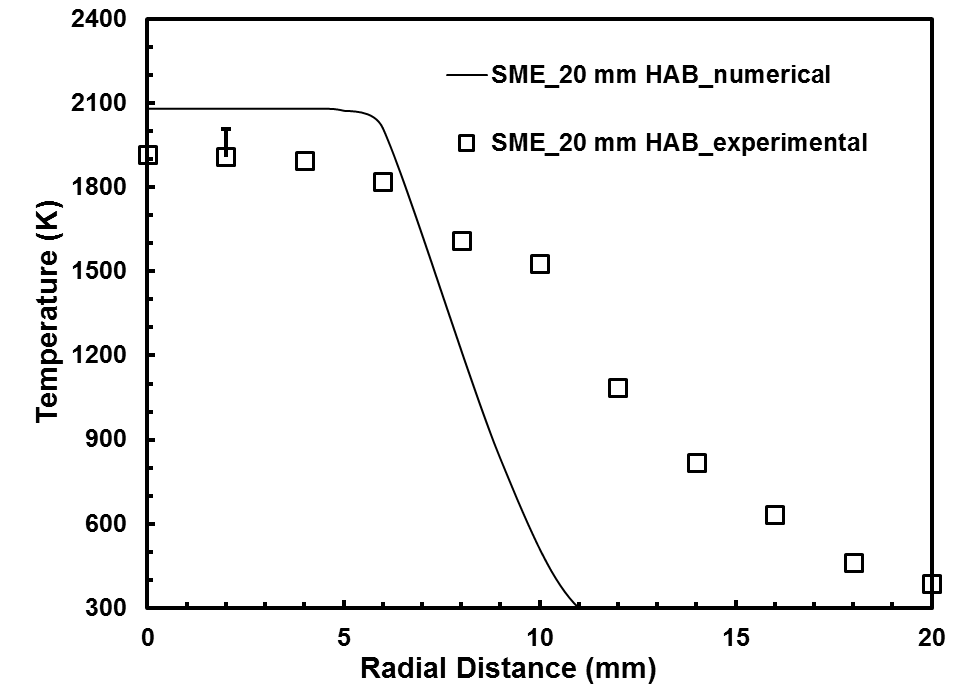 2400
2100
1800
1500
1200
900
600
300
Temperature (K)
SME_20 mm HAB_numerical
SME_20 mm HAB_experimental
0 5 10 15 20
Radial Distance (mm)